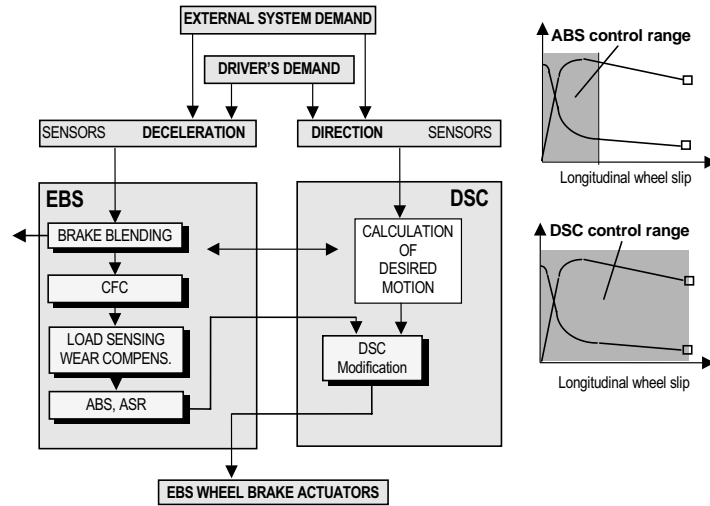 EXTERNAL SYSTEM DEMAND
DRIVER'S DEMAND
SENSORS DECELERATION
DIRECTION SENSORS
EBS
BRAKE BLENDING
CFC
LOAD SENSING
WEAR COMPENS.
ABS, ASR
DSC
CALCULATION
OF
DESIRED
MOTION
DSC
Modification
EBS WHEEL BRAKE ACTUATORS
ABS control range
Longitudinal wheel slip
DSC control range
Longitudinal wheel slip